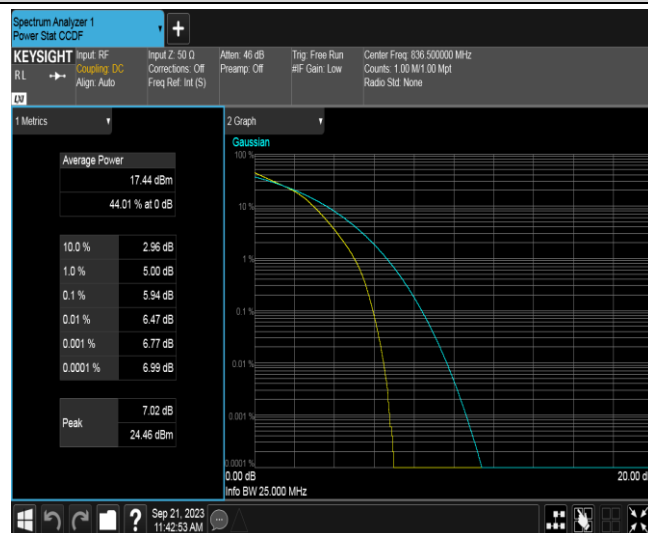 Spectrum Analyzer 1
Power Stat CCDF
+
KEYSIGHT Input: RF Input Z: 50 Ω Atten: 46 dB Trig: Free Run Center Freq: 836.500000 MHz
RL Coupling: DC Corrections: Off Preamp: Off #IF Gain: Low Counts: 1.00 M/1.00 Mpt
Align: Auto Freq Ref: Int (S) Radio Std: None
LXI
1 Metrics
Average Power
17.44 dBm
44.01 % at 0 dB
10.0 % 2.96 dB
1.0 % 5.00 dB
0.1 % 5.94 dB
0.01 % 6.47 dB
0.001 % 6.77 dB
0.0001 % 6.99 dB
Peak 7.02 dB
24.46 dBm
2 Graph
Gaussian
100 %
10 %
1 %
0.1 %
0.01 %
0.001 %
0.0001 %
0.00 dB 20.00 d
Info BW 25.000 MHz
? Sep 21, 2023
11:42:53 AM